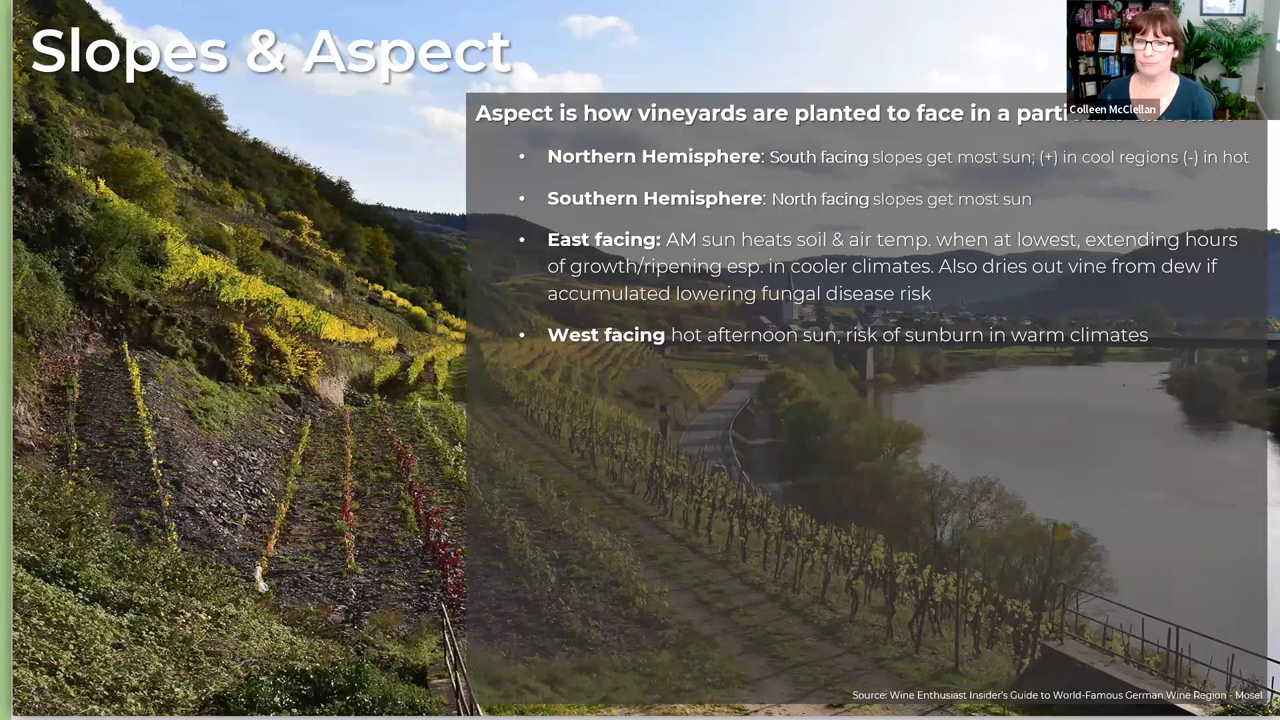 Slopes & Aspect
Colleen McClellan
Aspect is how vineyards are planted to face in a
• Northern Hemisphere: South facing slopes get most sun; (+) in cool regions (-) in hot
• Southern Hemisphere: North facing slopes get most sun
• East facing: AM sun heats soil & air temp. when at lowest, extending hours
of growth/ripening esp. in cooler climates. Also dries out vine from dew if
accumulated lowering fungal disease risk
• West facing hot afternoon sun, risk of sunburn in warm climates
Source: Wine Enthusiast Insider's Guide to World-Famous German Wine Region - Mosel